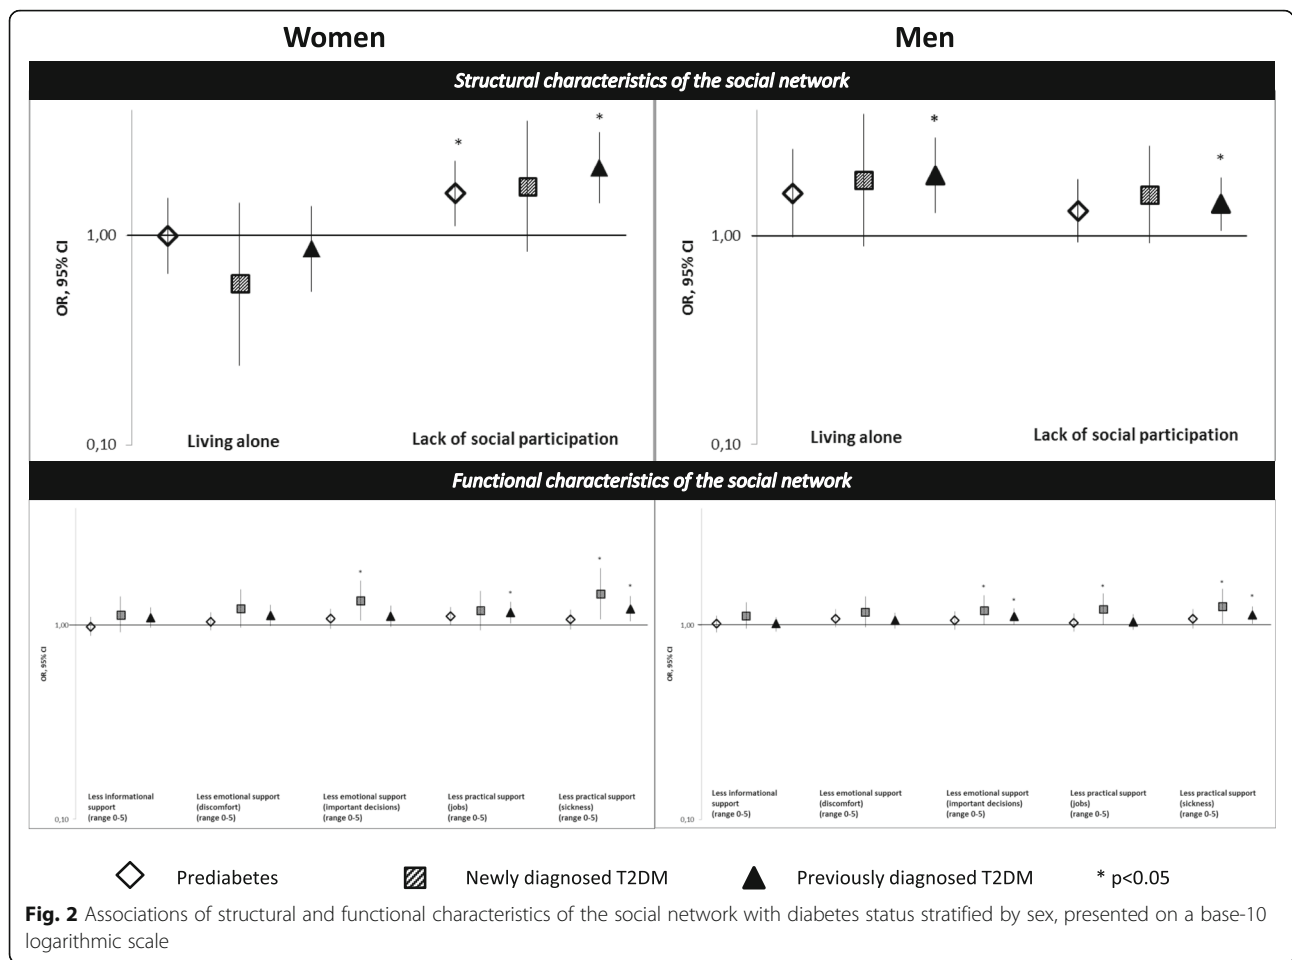 Women Men
Structural characteristics of the social network
* * * *
1,00 1,00
OR, 95% CI OR, 95% CI
Living alone Lack of social participation Living alone Lack of social participation
0,10 0,10
Functional characteristics of the social network
* * * * * * * * *
1,00 1,00
OR, 95% CI OR, 95% CI
Less informational Less emotional support Less emotional support Less practical support Less practical support Less informational Less emotional support Less emotional support Less practical support Less practical support
support (discomfort) (important decisions) (jobs) (sickness) support (discomfort) (important decisions) (jobs) (sickness)
(range 0-5) (range 0-5) (range 0-5) (range 0-5) (range 0-5) (range 0-5) (range 0-5) (range 0-5) (range 0-5) (range 0-5)
0,10 0,10
Prediabetes Newly diagnosed T2DM Previously diagnosed T2DM * p<0.05
Fig. 2 Associations of structural and functional characteristics of the social network with diabetes status stratified by sex, presented on a base-10
logarithmic scale